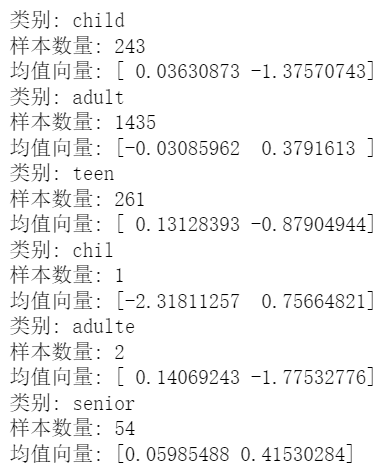 类别: child
样本数量: 243
均值向量: [ 0.03630873 -1.37570743]
类别: adult
样本数量: 1435
均值向量: [-0.03085962  0.3791613 ]
类别: teen
样本数量: 261
均值向量: [ 0.13128393 -0.87904944]
类别: chil
样本数量: 1
均值向量: [-2.31811257  0.75664821]
类别: adulte
样本数量: 2
均值向量: [ 0.14069243 -1.77532776]
类别: senior
样本数量: 54
均值向量: [0.05985488 0.41530284]